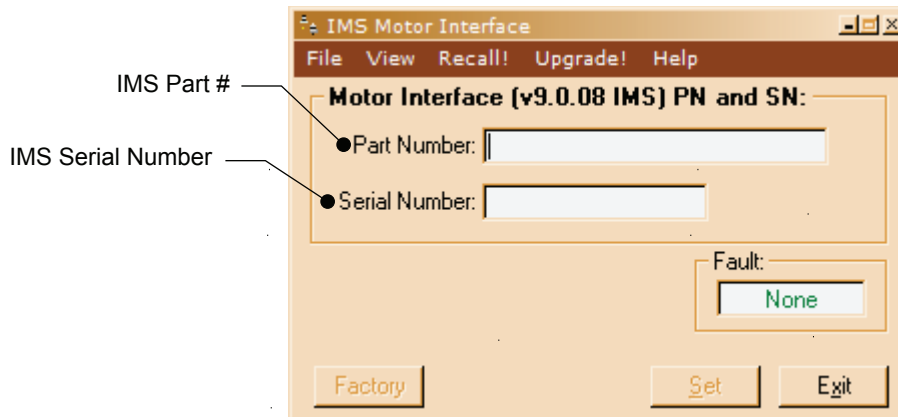 IMS Motor Interface
File View Recall! Upgrade! Help
IMS Part #
Motor Interface (v9.0.08 IMS) PN and SN:
Part Number:
IMS Serial Number
Serial Number:
Fault:
None
Factory
Set
Exit